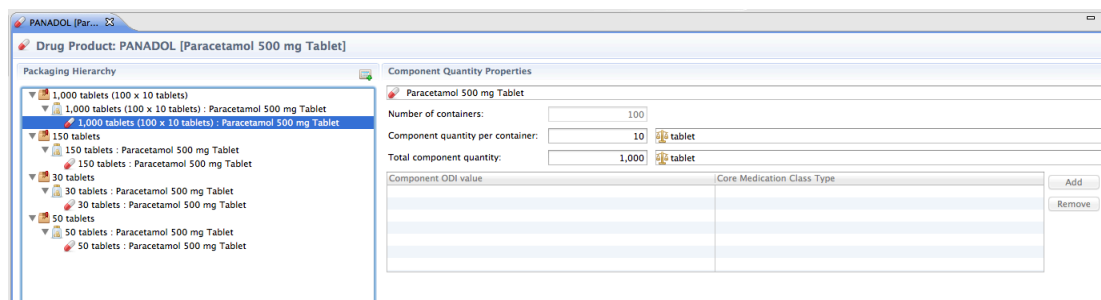 PANADOL [Par...
Drug Product: PANADOL [Paracetamol 500 mg Tablet]
Packaging Hierarchy
1,000 tablets (100 x 10 tablets)
1,000 tablets (100 x 10 tablets) : Paracetamol 500 mg Tablet
1,000 tablets (100 x 10 tablets) : Paracetamol 500 mg Tablet
150 tablets
150 tablets : Paracetamol 500 mg Tablet
150 tablets : Paracetamol 500 mg Tablet
30 tablets
30 tablets : Paracetamol 500 mg Tablet
30 tablets : Paracetamol 500 mg Tablet
50 tablets
50 tablets : Paracetamol 500 mg Tablet
50 tablets : Paracetamol 500 mg Tablet
Component Quantity Properties
Paracetamol 500 mg Tablet
Number of containers: 100
Component quantity per container: 10 tablet
Total component quantity: 1,000 tablet
Component ODI value Core Medication Class Type
Add
Remove